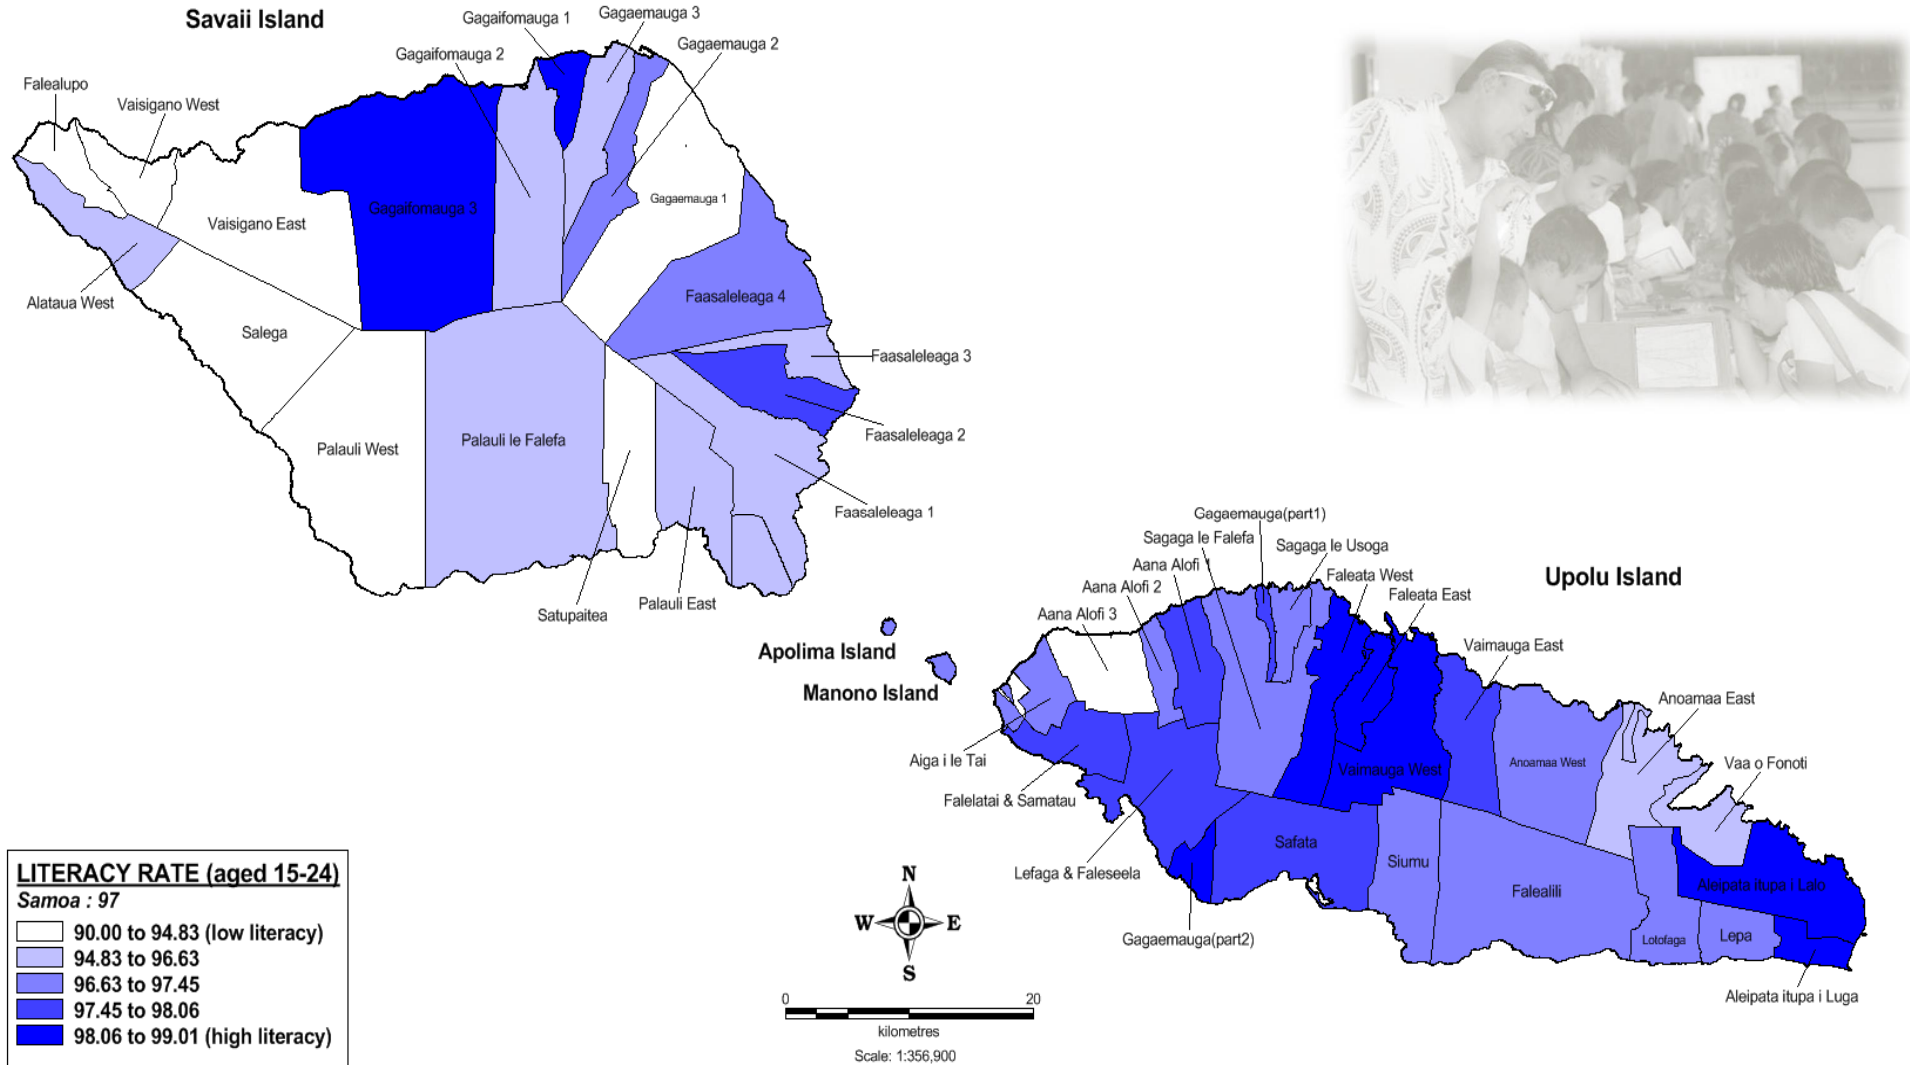 Savaii Island
Gagaifomauga 1
Gagaemauga 3
Gagaifomauga 2
Gagaemauga 2
Falealupo
Vaisigano West
Vaisigano East
Gagaifomauga 3
Gagaemauga 1
Alataua West
Salega
Faasaleleaga 4
Faasaleleaga 3
Palauli West
Palauli le Falefa
Faasaleleaga 2
Faasaleleaga 1
Satupaitea
Palauli East
Apolima Island
Manono Island
Upolu Island
Gagaemauga(part1)
Sagaga le Falefa
Sagaga le Usoga
Aana Alofi 1
Faleata West
Aana Alofi 2
Faleata East
Aana Alofi 3
Vaimauga East
Anoamaa East
Aiga i le Tai
Vaimauga West
Anoamaa West
Vaa o Fonoti
Falelatai & Samatau
Safata
Siumu
Lefaga & Faleseela
Falealili
Aleipata itupa i Lalo
Gagaemauga(part2)
Lotofaga
Lepa
Aleipata itupa i Luga
LITERACY RATE (aged 15-24)
Samoa : 97
90.00 to 94.83 (low literacy)
94.83 to 96.63
96.63 to 97.45
97.45 to 98.06
98.06 to 99.01 (high literacy)
N
W E
S
0 20
kilometres
Scale: 1:356,900